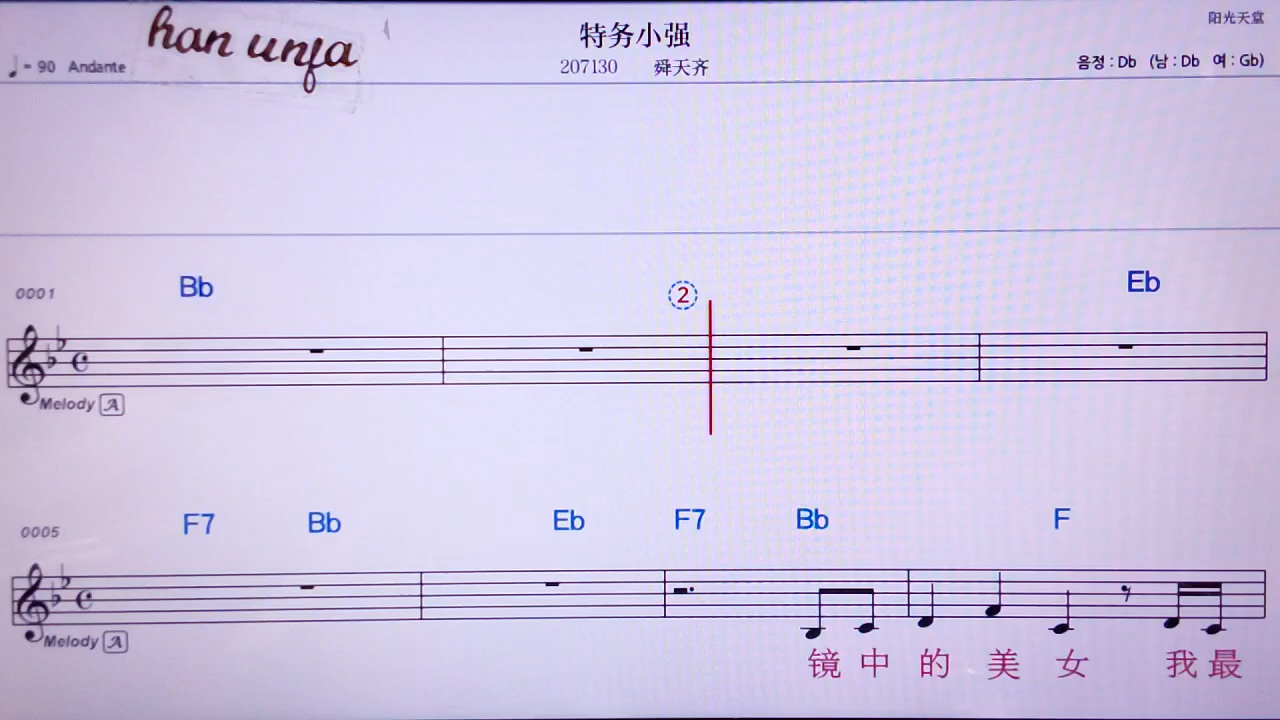 han unfa
特务小强
阳光天堂
♩= 90 Andante
207130 舜天齐
음정 : Db (남 : Db 여 : Gb)
0001 Bb ② Eb
Melody A
0005 F7 Bb Eb F7 Bb F
Melody A
镜 中 的 美 女 我 最